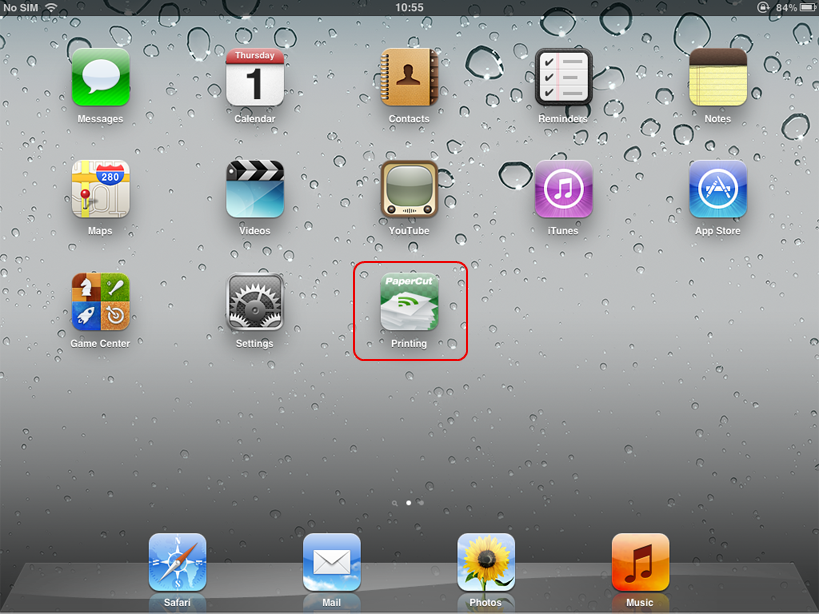 No SIM 10:55 84%
Thursday
1
Messages Calendar Contacts Reminders Notes
280
Maps Videos YouTube iTunes App Store
PaperCut
Game Center Settings Printing
N
S
Safari Mail Photos Music